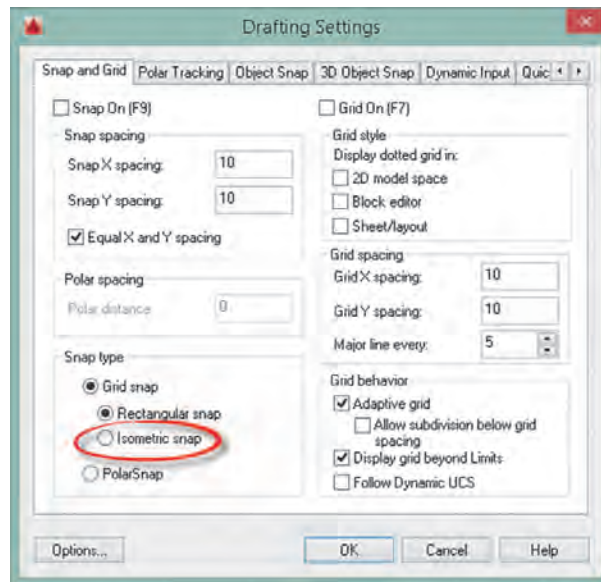 Drafting Settings
Snap and Grid Polar Tracking Object Snap 3D Object Snap Dynamic Input Quic
Snap On (F9)
Snap spacing
Snap X spacing: 10
Snap Y spacing: 10
Equal X and Y spacing
Polar spacing
Polar distance: 0
Snap type
Grid snap
Rectangular snap
Isometric snap
PolarSnap
Grid On (F7)
Grid style
Display dotted grid in:
2D model space
Block editor
Sheet/layout
Grid spacing
Grid X spacing: 10
Grid Y spacing: 10
Major line every: 5
Grid behavior
Adaptive grid
Allow subdivision below grid
spacing
Display grid beyond Limits
Follow Dynamic UCS
Options... OK Cancel Help